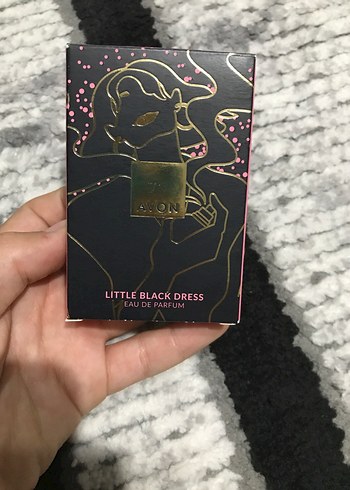 AVON
LITTLE BLACK DRESS
EAU DE PARFUM